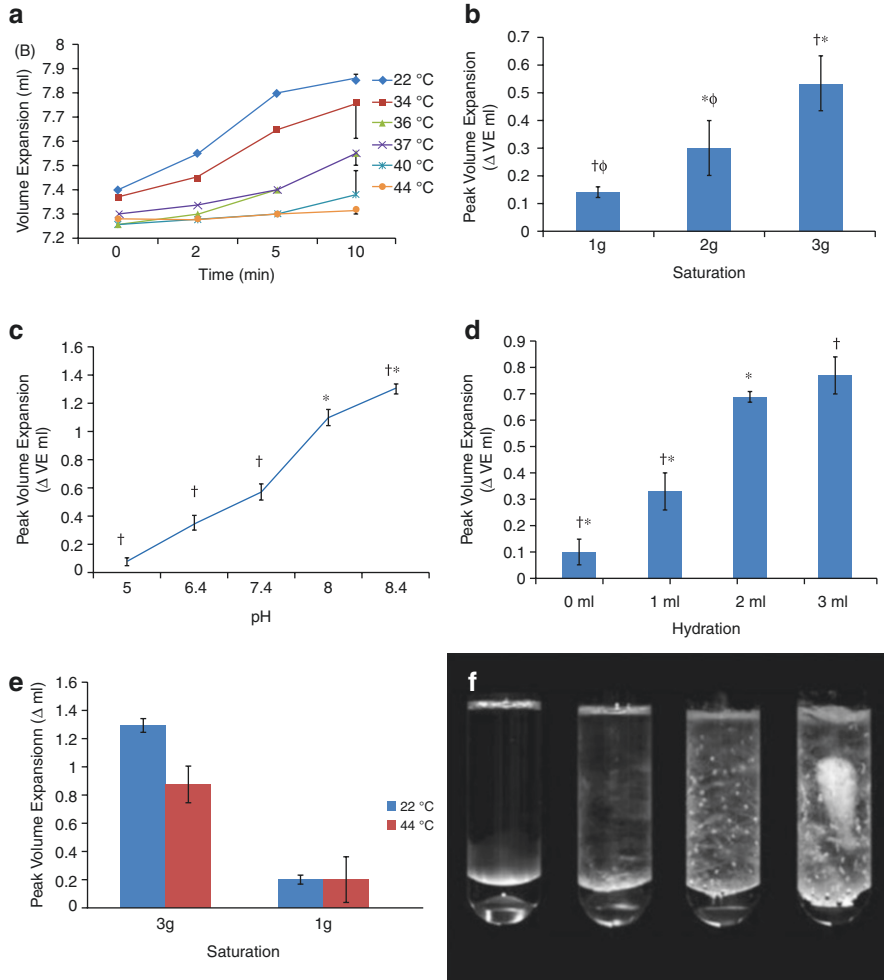 a
(B)
Volume Expansion (ml)
7.9
7.8
7.7
7.6
7.5
7.4
7.3
7.2
0 2 5 10
Time (min)
22 °C
34 °C
36 °C
37 °C
40 °C
44 °C
b
Peak Volume Expansion
(Δ VE ml)
0.7
0.6
0.5
0.4
0.3
0.2
0.1
0
†ϕ
*ϕ
†*
1g 2g 3g
Saturation
c
Peak Volume Expansion
(Δ VE ml)
1.6
1.4
1.2
1
0.8
0.6
0.4
0.2
0
†
†
†
*
†*
5 6.4 7.4 8 8.4
pH
d
Peak Volume Expansion
(Δ VE ml)
0.9
0.8
0.7
0.6
0.5
0.4
0.3
0.2
0.1
0
†*
†*
*
†
0 ml 1 ml 2 ml 3 ml
Hydration
e
Peak Volume Expansionn (Δ ml)
1.6
1.4
1.2
1
0.8
0.6
0.4
0.2
0
22 °C
44 °C
3g 1g
Saturation
f